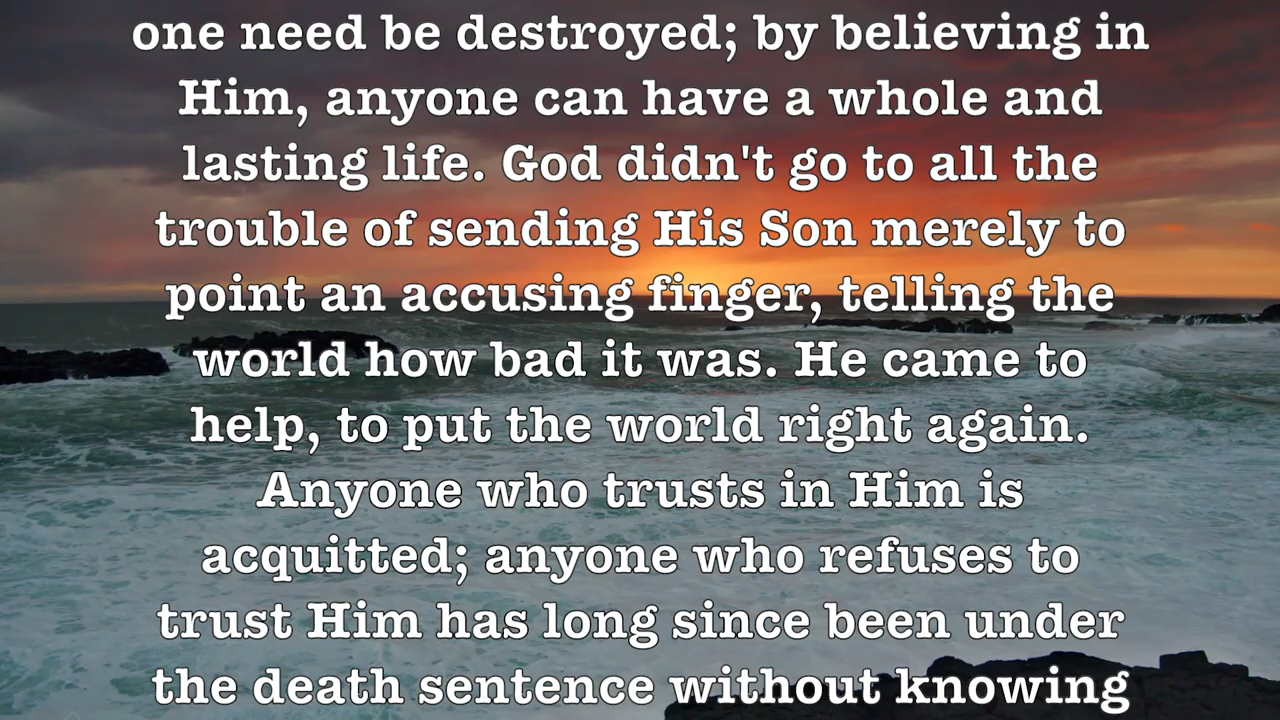 one need be destroyed; by believing in
Him, anyone can have a whole and
lasting life. God didn't go to all the
trouble of sending His Son merely to
point an accusing finger, telling the
world how bad it was. He came to
help, to put the world right again.
Anyone who trusts in Him is
acquitted; anyone who refuses to
trust Him has long since been under
the death sentence without knowing